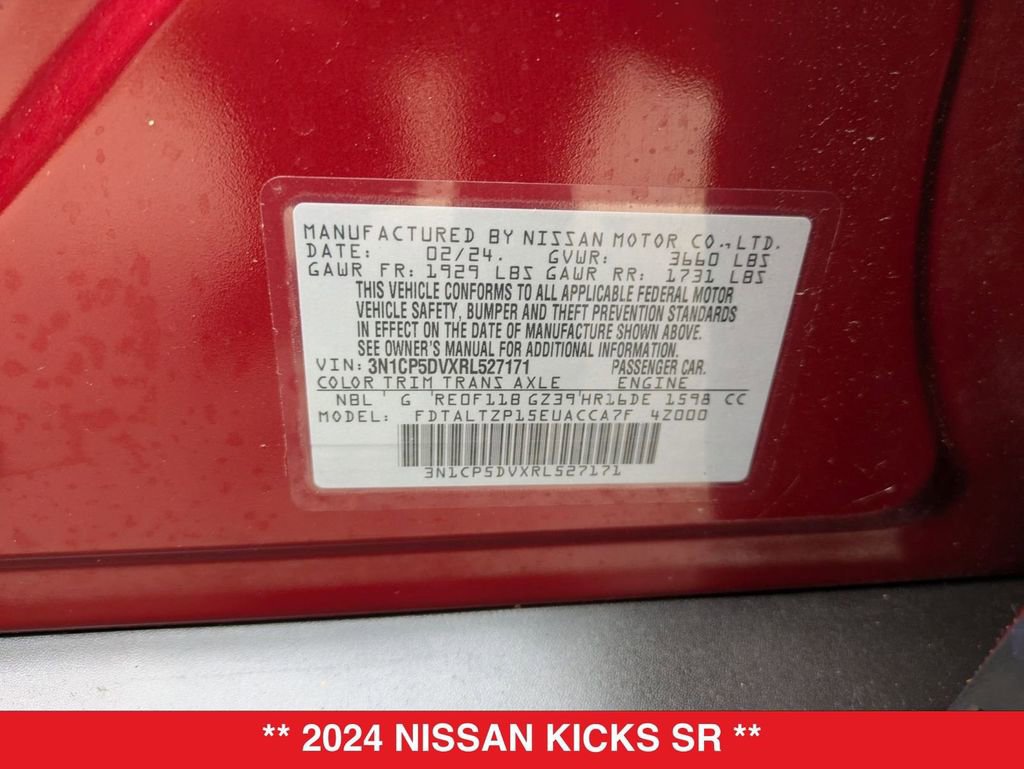 MANUFACTURED BY NISSAN MOTOR CO.,LTD.
DATE: 02/24. GVWR: 3660 LBS
GAWR FR: 1929 LBS GAWR RR: 1731 LBS
THIS VEHICLE CONFORMS TO ALL APPLICABLE FEDERAL MOTOR
VEHICLE SAFETY, BUMPER AND THEFT PREVENTION STANDARDS
IN EFFECT ON THE DATE OF MANUFACTURE SHOWN ABOVE.
SEE OWNER'S MANUAL FOR ADDITIONAL INFORMATION.
VIN: 3N1CP5DVXRL527171 PASSENGER CAR.
COLOR TRIM TRANS AXLE ENGINE
NBL ' G 'RE0F11B GZ39'HR16DE 1598 CC
MODEL: FDTALTZP15EUACCA7F 4Z000
3N1CP5DVXRL527171
** 2024 NISSAN KICKS SR **